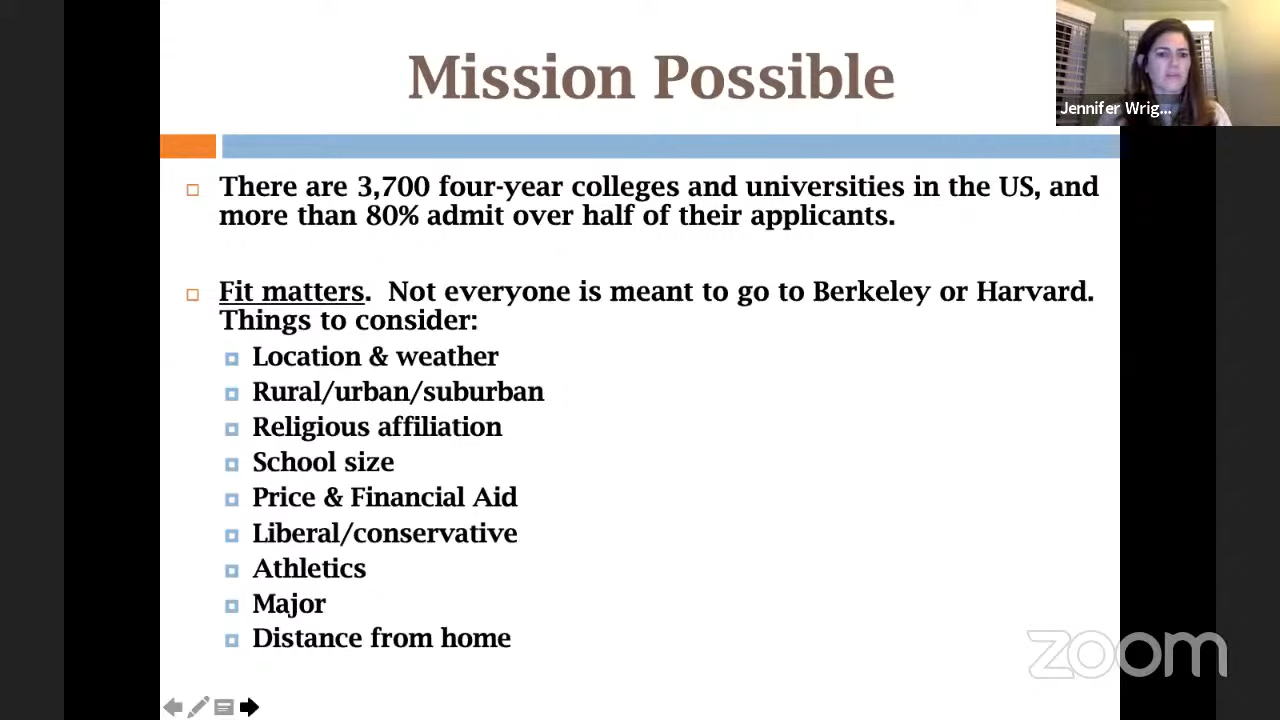 Mission Possible
Jennifer Wrig...
There are 3,700 four-year colleges and universities in the US, and
more than 80% admit over half of their applicants.
Fit matters.  Not everyone is meant to go to Berkeley or Harvard.
Things to consider:
Location & weather
Rural/urban/suburban
Religious affiliation
School size
Price & Financial Aid
Liberal/conservative
Athletics
Major
Distance from home
zoom